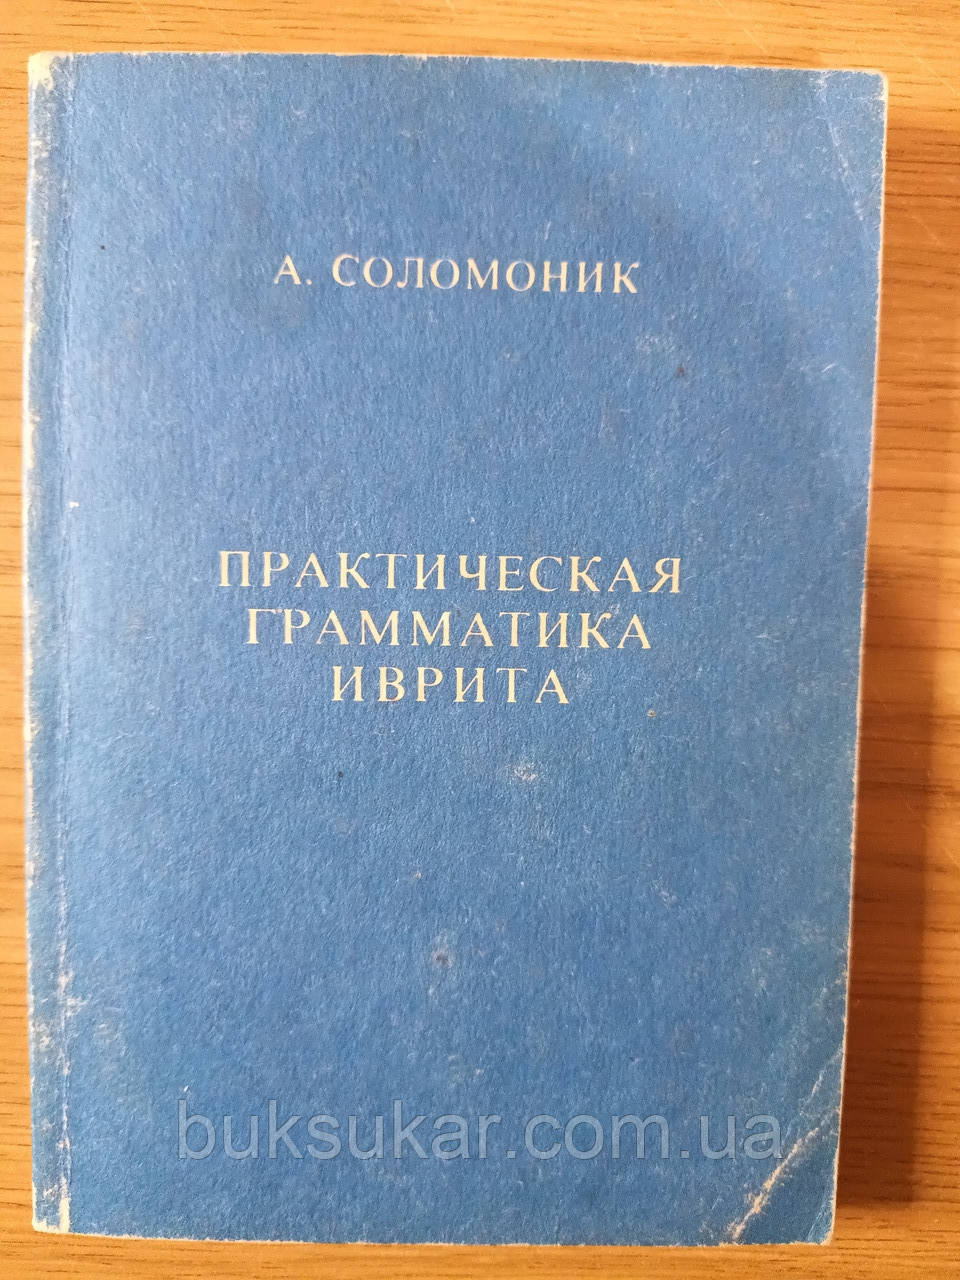 А. СОЛОМОНИК
ПРАКТИЧЕСКАЯ
ГРАММАТИКА
ИВРИТА
buksukar.com.ua